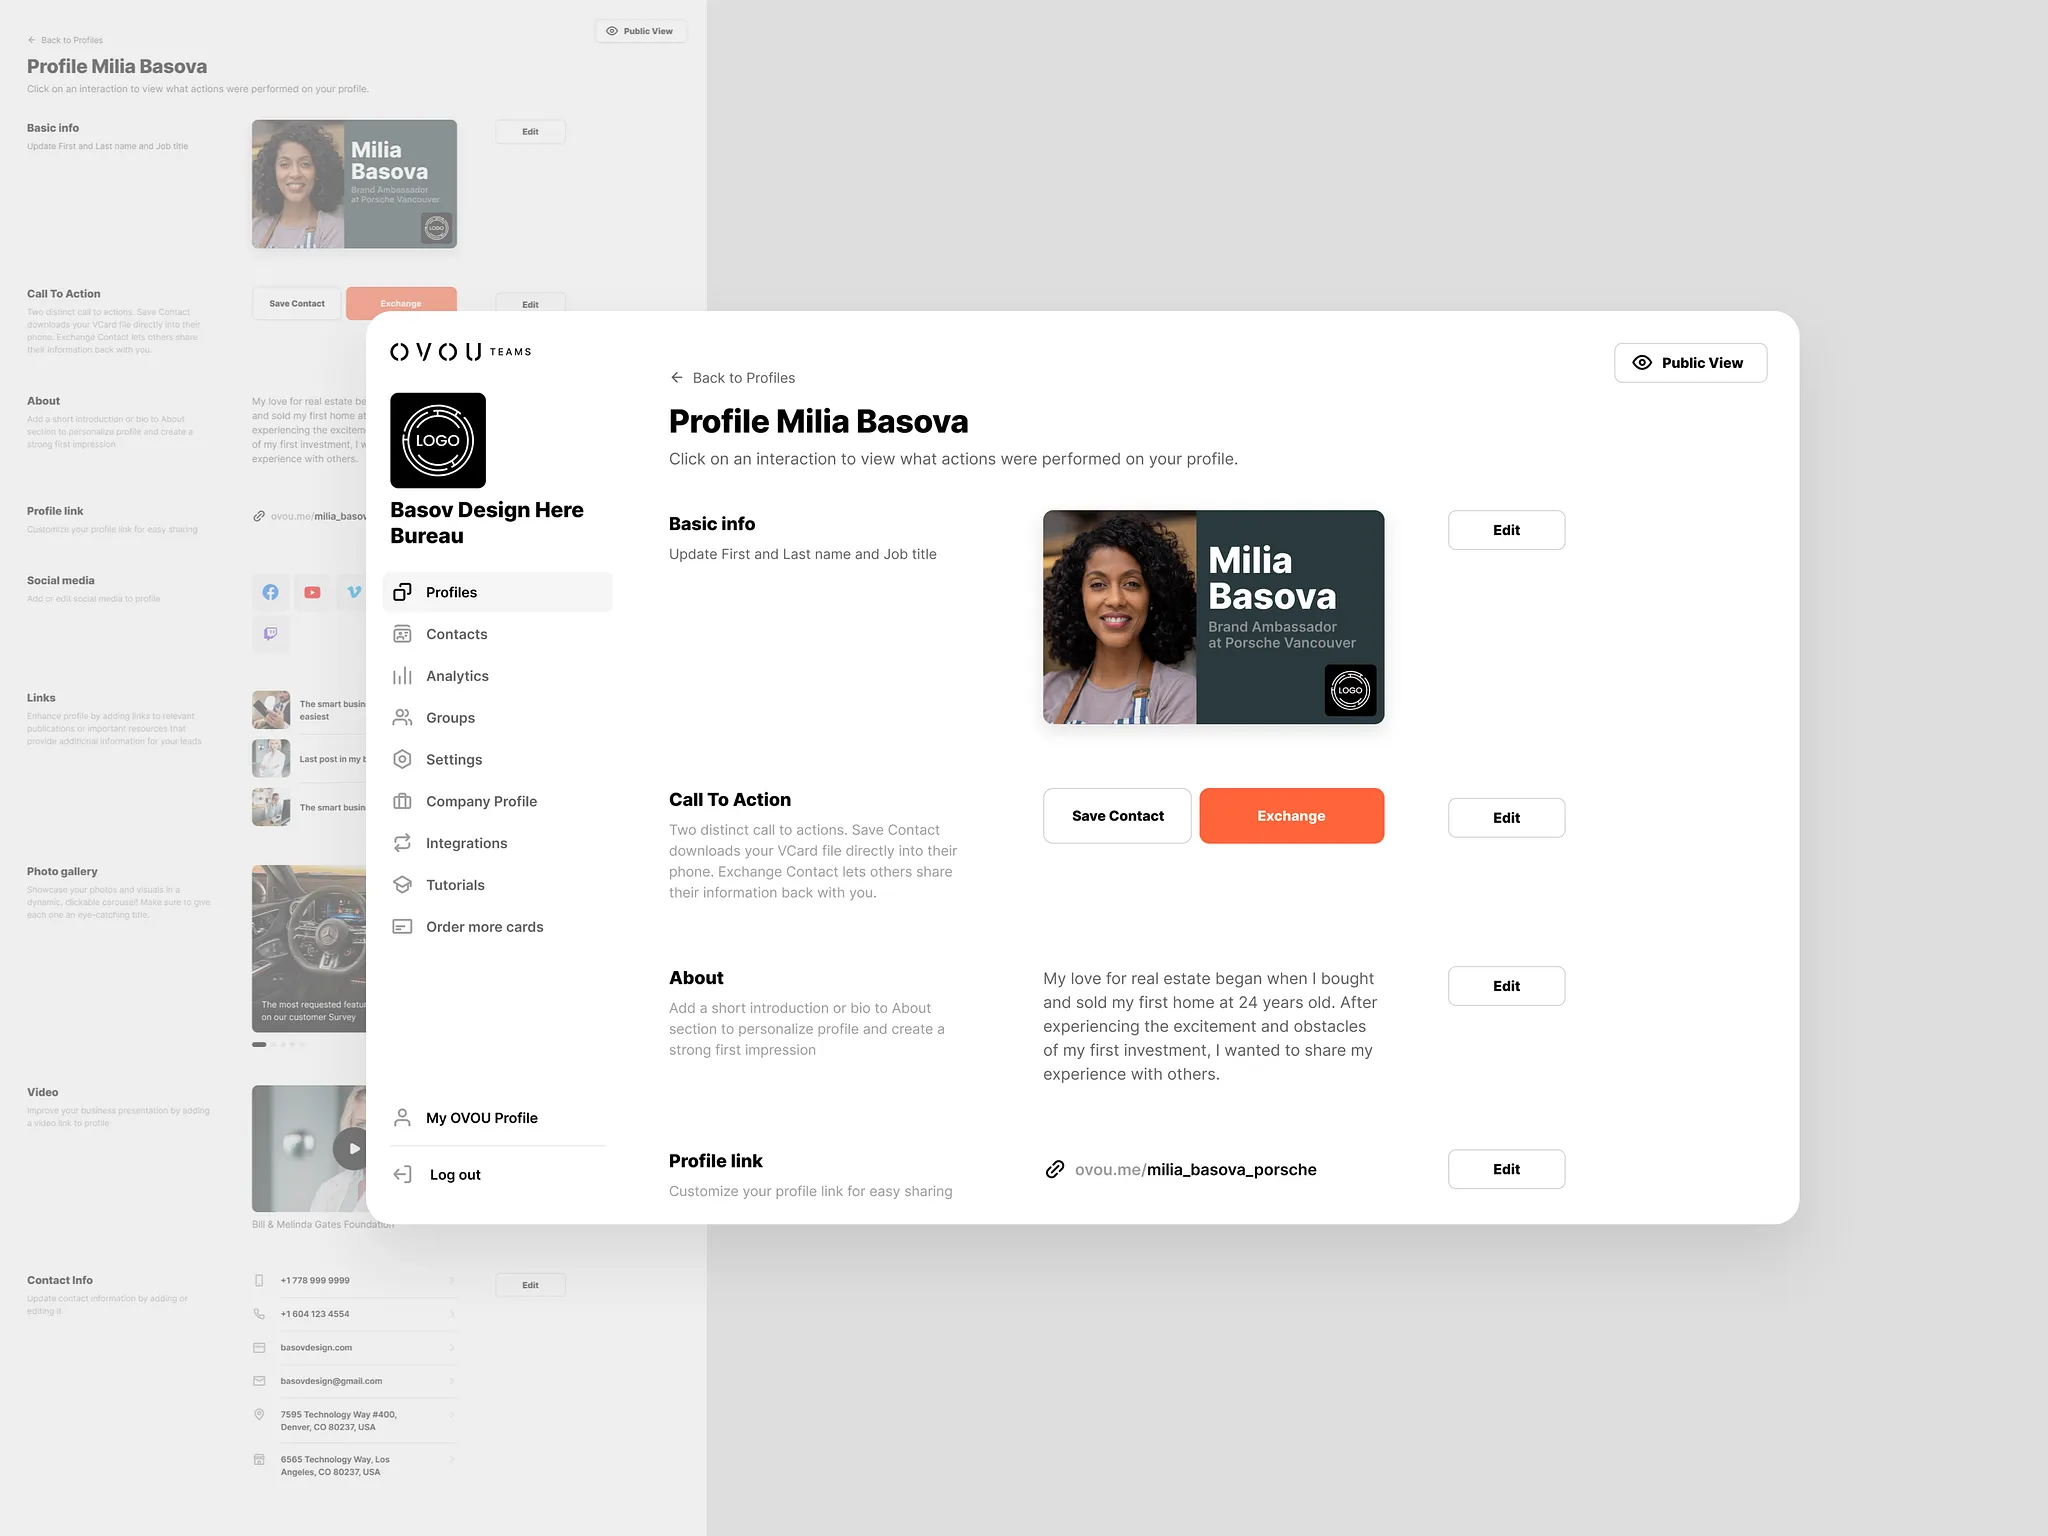 Back to Profiles
Public View
Profile Milia Basova
Click on an interaction to view what actions were performed on your profile.
Basic info
Update First and Last name and Job title
Milia
Basova
Brand Ambassador
at Porsche Vancouver
LOGO
Edit
Call To Action
Two distinct call to actions. Save Contact
downloads your VCard file directly into their
phone. Exchange Contact lets others share
their information back with you.
Save Contact
Exchange
Edit
About
Add a short introduction or bio to About
section to personalize profile and create a
strong first impression
My love for real estate be
and sold my first home at
experiencing the excitem
of my first investment, I w
experience with others.
Profile link
Customize your profile link for easy sharing
ovou.me/milia_basov
Social media
Add or edit social media to profile
Links
Enhance profile by adding links to relevant
publications or important resources that
provide additional information for your leads
The smart busin
easiest
Last post in my b
The smart busin
Photo gallery
Showcase your photos and visuals in a
dynamic, clickable carousel! Make sure to give
each one an eye-catching title.
The most requested featu
on our customer Survey
Video
Improve your business presentation by adding
a video link to profile
Bill & Melinda Gates Foundation
Contact Info
Update contact information by adding or
editing it
+1 778 999 9999
+1 604 123 4554
basovdesign.com
basovdesign@gmail.com
7595 Technology Way #400,
Denver, CO 80237, USA
6565 Technology Way, Los
Angeles, CO 80237, USA
Edit
OVOU TEAMS
LOGO
Basov Design Here
Bureau
Profiles
Contacts
Analytics
Groups
Settings
Company Profile
Integrations
Tutorials
Order more cards
My OVOU Profile
Log out
Back to Profiles
Public View
Profile Milia Basova
Click on an interaction to view what actions were performed on your profile.
Basic info
Update First and Last name and Job title
Milia
Basova
Brand Ambassador
at Porsche Vancouver
LOGO
Edit
Call To Action
Two distinct call to actions. Save Contact
downloads your VCard file directly into their
phone. Exchange Contact lets others share
their information back with you.
Save Contact
Exchange
Edit
About
Add a short introduction or bio to About
section to personalize profile and create a
strong first impression
My love for real estate began when I bought
and sold my first home at 24 years old. After
experiencing the excitement and obstacles
of my first investment, I wanted to share my
experience with others.
Edit
Profile link
Customize your profile link for easy sharing
ovou.me/milia_basova_porsche
Edit